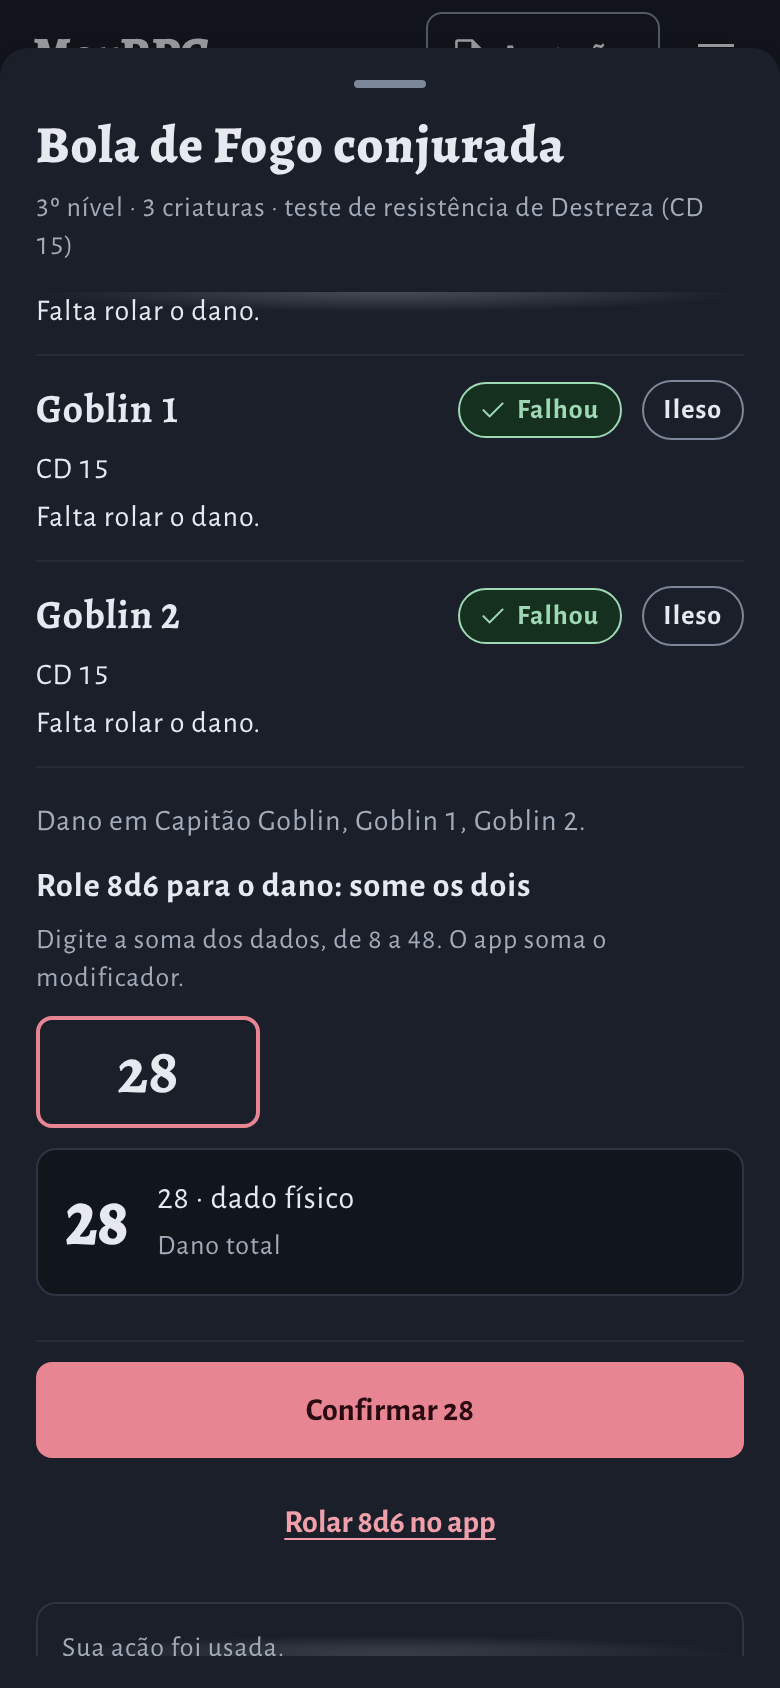 Bola de Fogo conjurada
3º nível · 3 criaturas · teste de resistência de Destreza (CD
15)
Falta rolar o dano.
Goblin 1
Falhou
Ileso
CD 15
Falta rolar o dano.
Goblin 2
Falhou
Ileso
CD 15
Falta rolar o dano.
Dano em Capitão Goblin, Goblin 1, Goblin 2.
Role 8d6 para o dano: some os dois
Digite a soma dos dados, de 8 a 48. O app soma o
modificador.
28
28
28 · dado físico
Dano total
Confirmar 28
Rolar 8d6 no app
Sua ação foi usada.